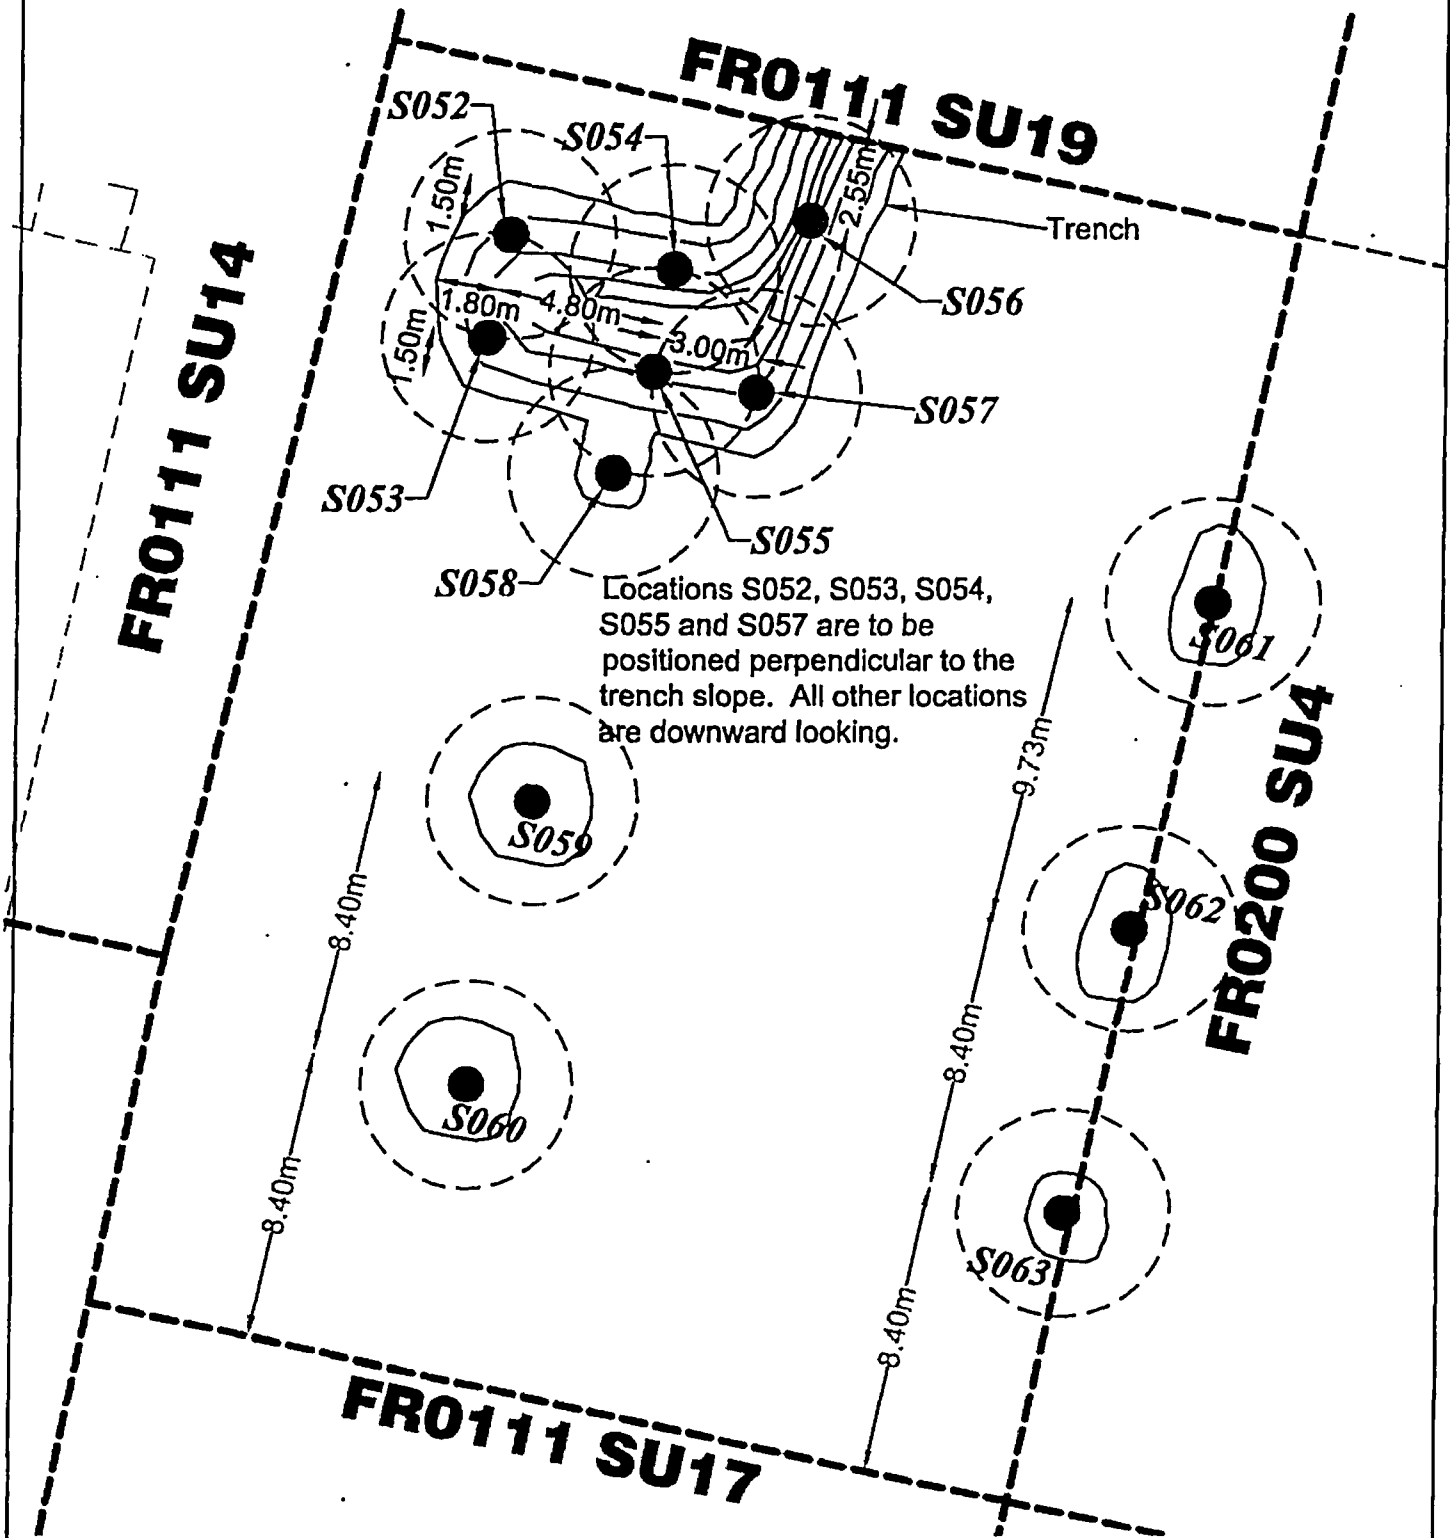 FR0111 SU19
S052
S054
1.50m
2.55m
Trench
S056
1.80m
4.80m
1.50m
3.00m
S057
FR0111 SU14
S053
S055
S058
Locations S052, S053, S054,
S055 and S057 are to be
positioned perpendicular to the
trench slope.  All other locations
are downward looking.
S061
9.73m
FR0200 SU4
S059
8.40m
S062
8.40m
S060
8.40m
S063
8.40m
FR0111 SU17